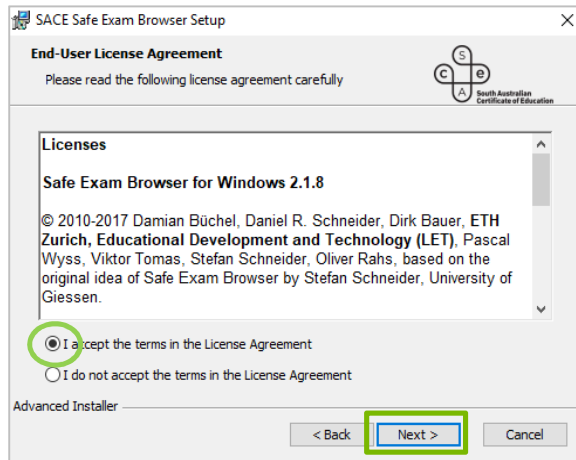 SACE Safe Exam Browser Setup
End-User License Agreement
Please read the following license agreement carefully
S
C e
A South Australian
Certificate of Education
Licenses
Safe Exam Browser for Windows 2.1.8
© 2010-2017 Damian Büchel, Daniel R. Schneider, Dirk Bauer, ETH
Zurich, Educational Development and Technology (LET), Pascal
Wyss, Viktor Tomas, Stefan Schneider, Oliver Rahs, based on the
original idea of Safe Exam Browser by Stefan Schneider, University of
Giessen.
I accept the terms in the License Agreement
I do not accept the terms in the License Agreement
Advanced Installer
< Back Next > Cancel